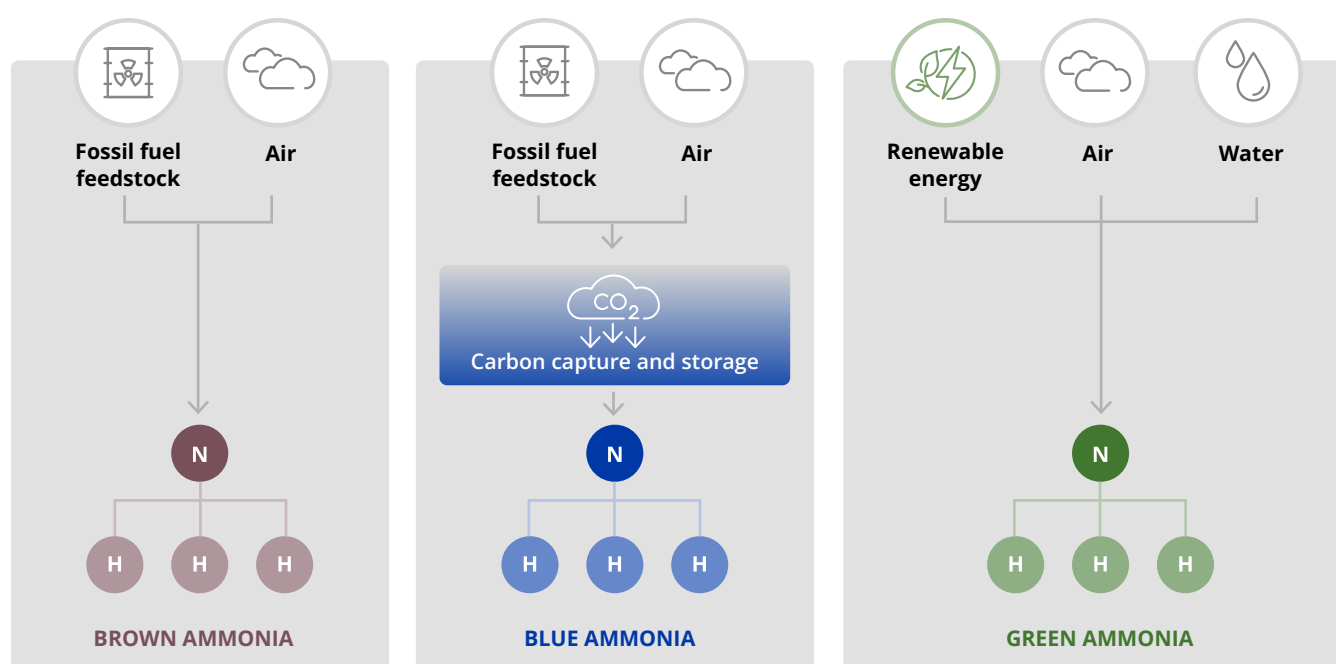 Fossil fuel
feedstock
Air
N
H H H
BROWN AMMONIA
Fossil fuel
feedstock
Air
CO2
Carbon capture and storage
N
H H H
BLUE AMMONIA
Renewable
energy
Air
Water
N
H H H
GREEN AMMONIA